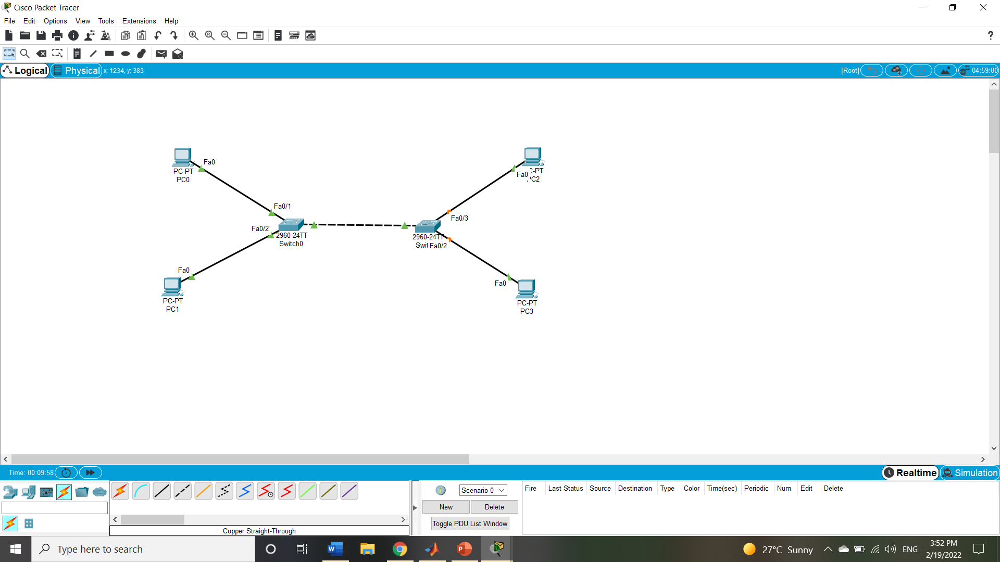 Cisco Packet Tracer
File Edit Options View Tools Extensions Help
?
Logical Physical x: 1234, y: 383 [Root] 04:59:00
Fa0
PC-PT
PC0
Fa0/1
Fa0/2
2960-24TT
Switch0
Fa0
PC-PT
PC1
Fa0
C-PT
PC2
Fa0/3
2960-24TT
Swit Fa0/2
Fa0
PC-PT
PC3
Time: 00:09:58 Realtime Simulation
Scenario 0
New Delete
Toggle PDU List Window
Fire Last Status Source Destination Type Color Time(sec) Periodic Num Edit Delete
Copper Straight-Through
Type here to search
27°C Sunny
ENG
3:52 PM
2/19/2022